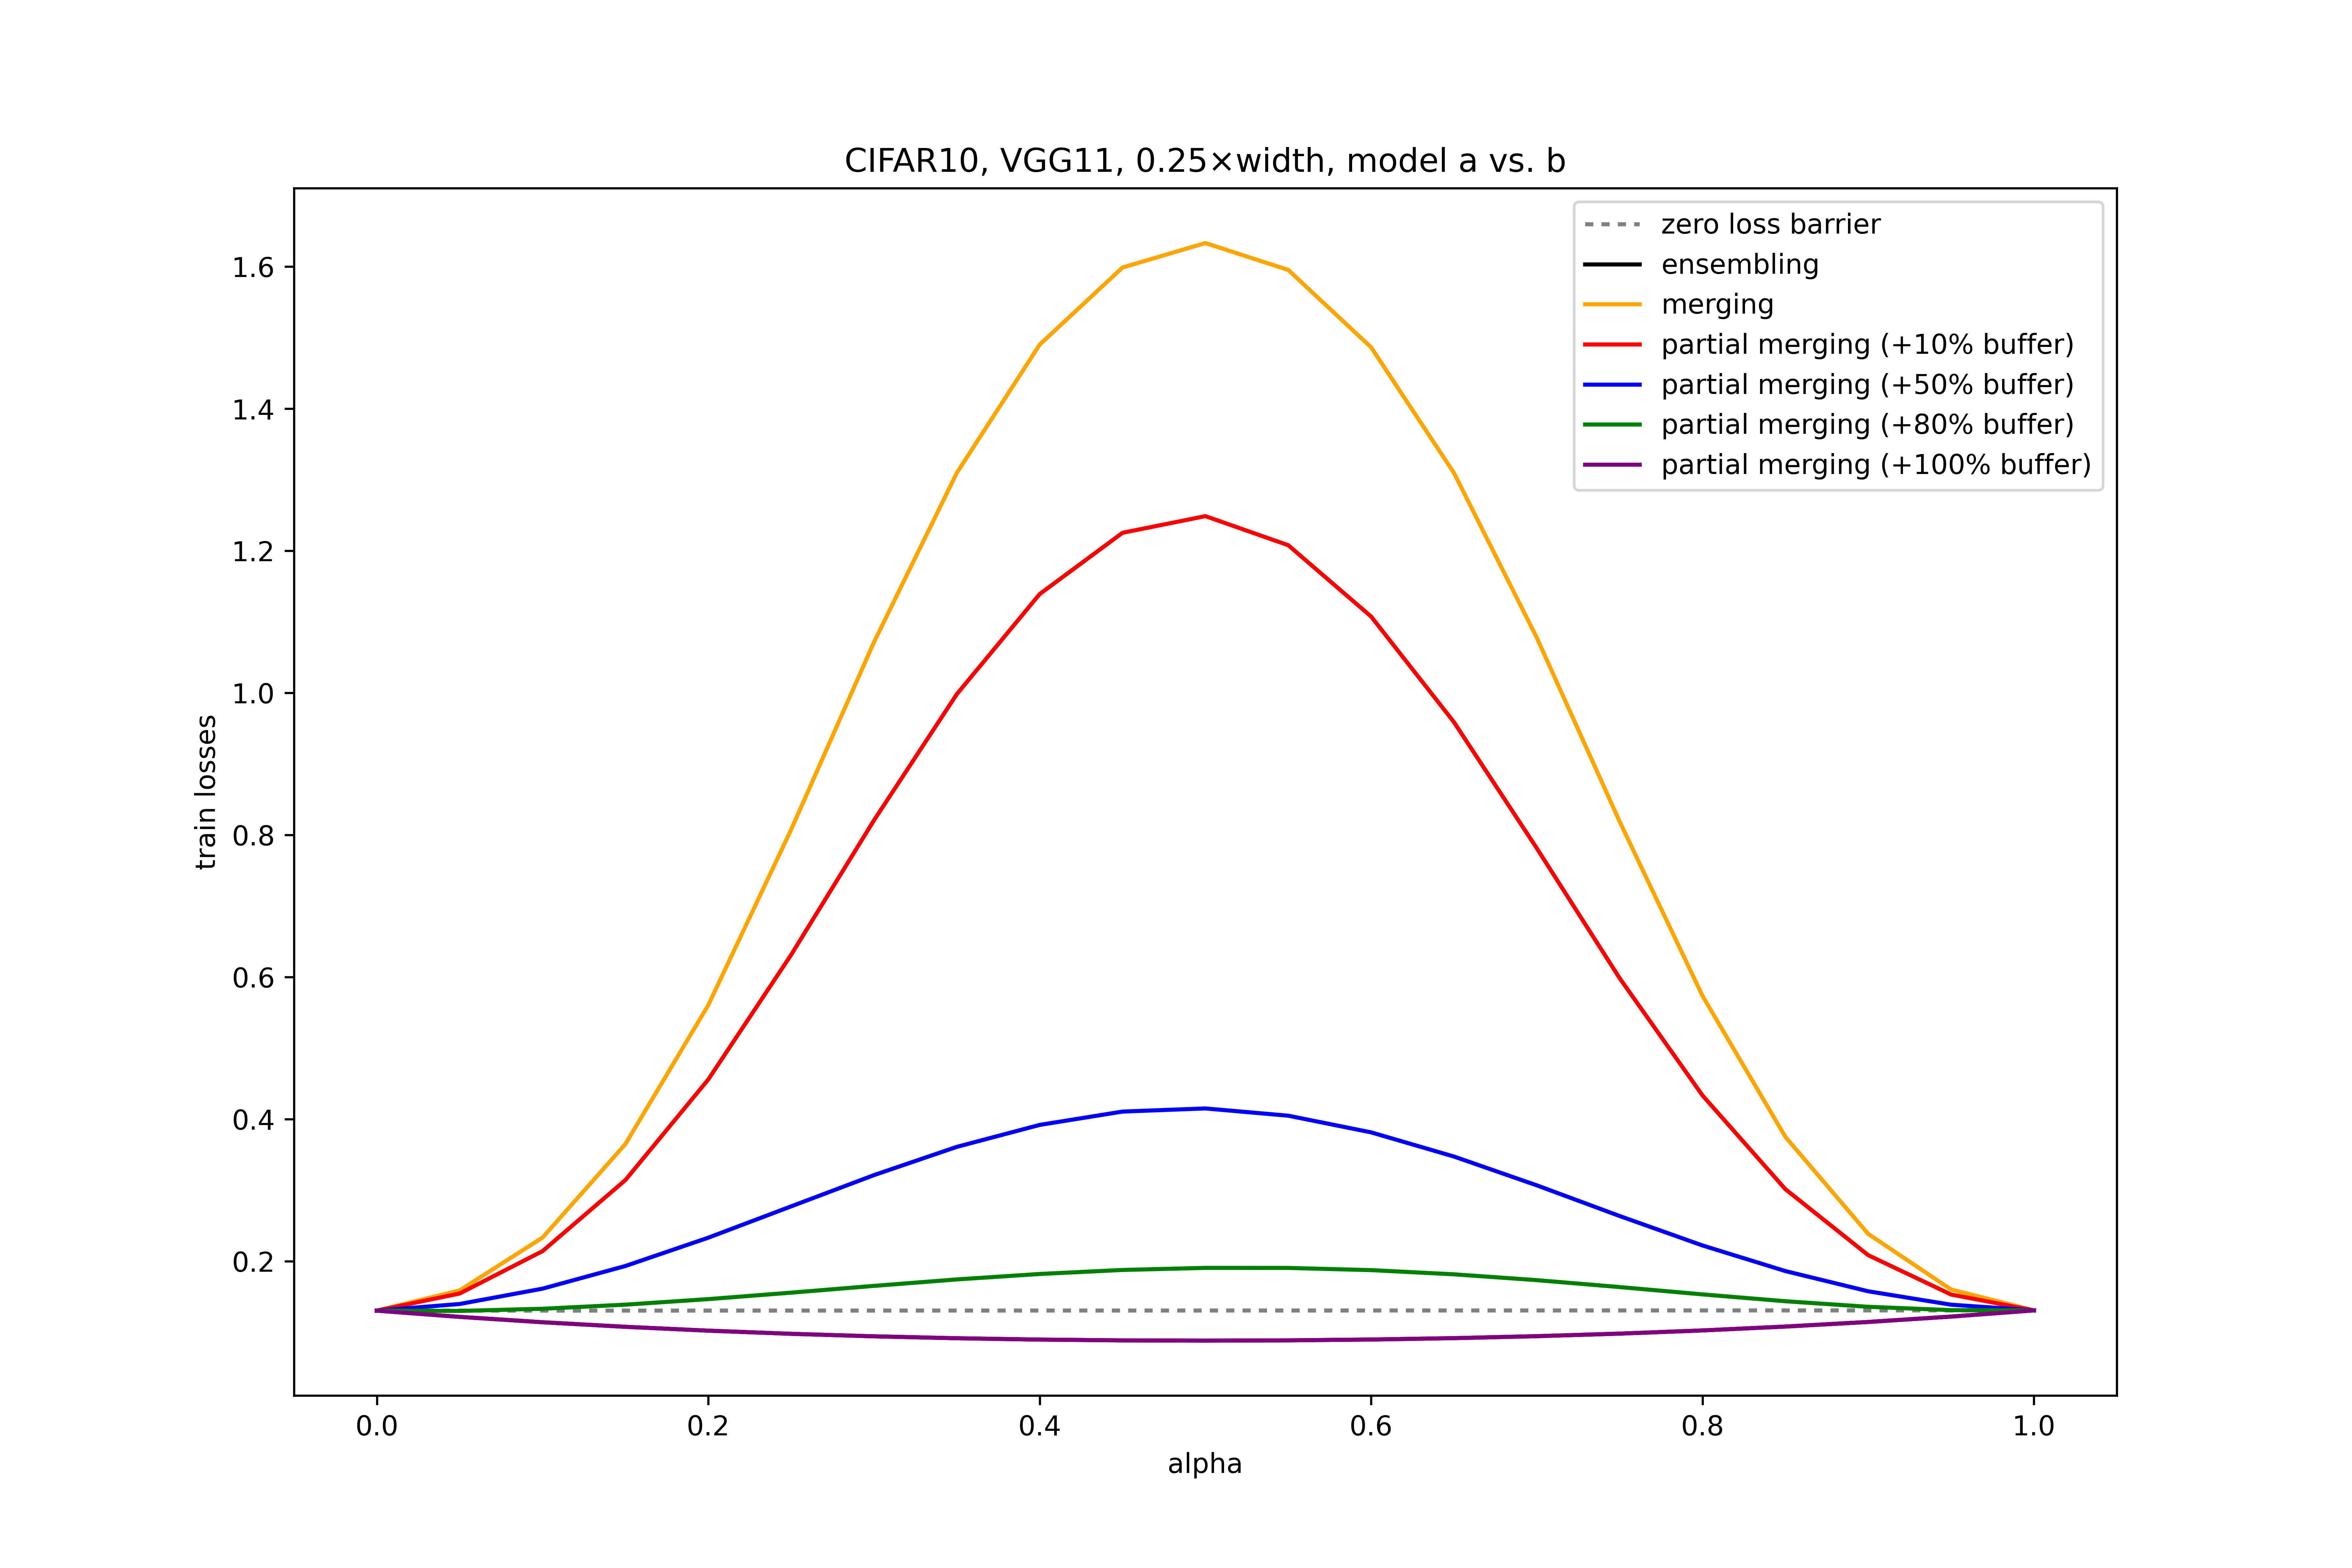 CIFAR10, VGG11, 0.25×width, model a vs. b
zero loss barrier
ensembling
merging
partial merging (+10% buffer)
partial merging (+50% buffer)
partial merging (+80% buffer)
partial merging (+100% buffer)
train losses
1.6
1.4
1.2
1.0
0.8
0.6
0.4
0.2
0.0 0.2 0.4 0.6 0.8 1.0
alpha